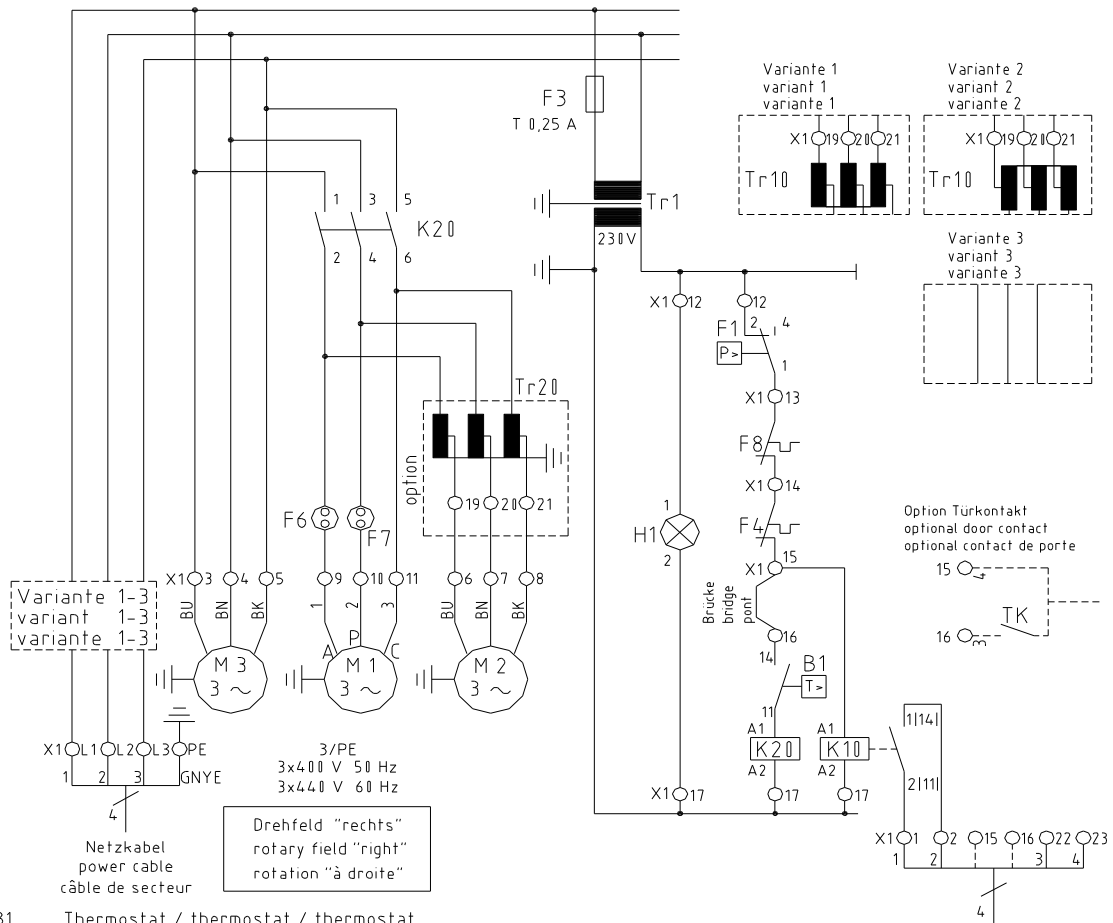 Variante 1
variant 1
variante 1
Variante 2
variant 2
variante 2
F3
T 0,25 A
X1 19 20 21
Tr10
X1 19 20 21
Tr10
1 3 5
K20
2 4 6
Tr1
230V
Variante 3
variant 3
variante 3
X1 12
12
F1
2 4
P>
1
X1 13
Tr20
option
F8
X1 14
19 20 21
F6
F7
1
H1
2
F4
15
X1
Option Türkontakt
optional door contact
optional contact de porte
15 4
TK
16 3
Variante 1-3
variant 1-3
variante 1-3
X1 3 4 5
9 10 11
6 7 8
BU BN BK
1 2 3
BU BN BK
A P C
M 3
3 ~
M 1
3 ~
M 2
3 ~
Brücke
bridge
pont
16
14
B1
T>
11
A1
K20
A2
A1
K10
A2
1|14|
2|11|
X1 L1 L2 L3 PE
1 2 3 GNYE
4
3/PE
3x400 V 50 Hz
3x440 V 60 Hz
X1 17
17
17
Netzkabel
power cable
câble de secteur
Drehfeld "rechts"
rotary field "right"
rotation "à droite"
X1 1 2 15 16 22 23
1 2 3 4
4
Thermostat / thermostat / thermostat